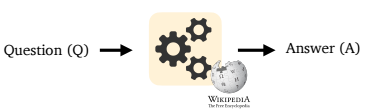 Question (Q)
Answer (A)
WIKIPEDIA
The Free Encyclopedia